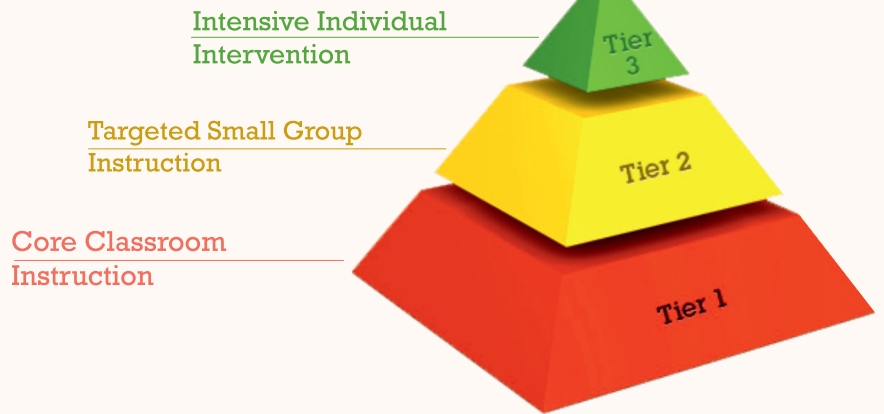 Intensive Individual
Intervention
Tier
3
Targeted Small Group
Instruction
Tier 2
Core Classroom
Instruction
Tier 1